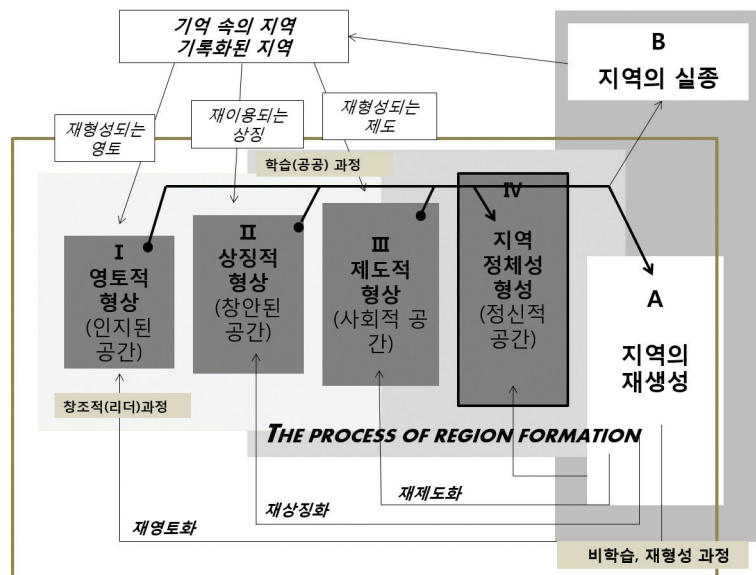 기억 속의 지역
기록화된 지역
B
지역의 실종
재형성되는
영토
재이용되는
상징
재형성되는
제도
학습(공공) 과정
I
영토적
형상
(인지된
공간)
II
상징적
형상
(창안된
공간)
III
제도적
형상
(사회적 공
간)
IV
지역
정체성
형성
(정신적
공간)
A
지역의
재생성
창조적(리더)과정
THE PROCESS OF REGION FORMATION
재제도화
재상징화
재영토화
비학습, 재형성 과정